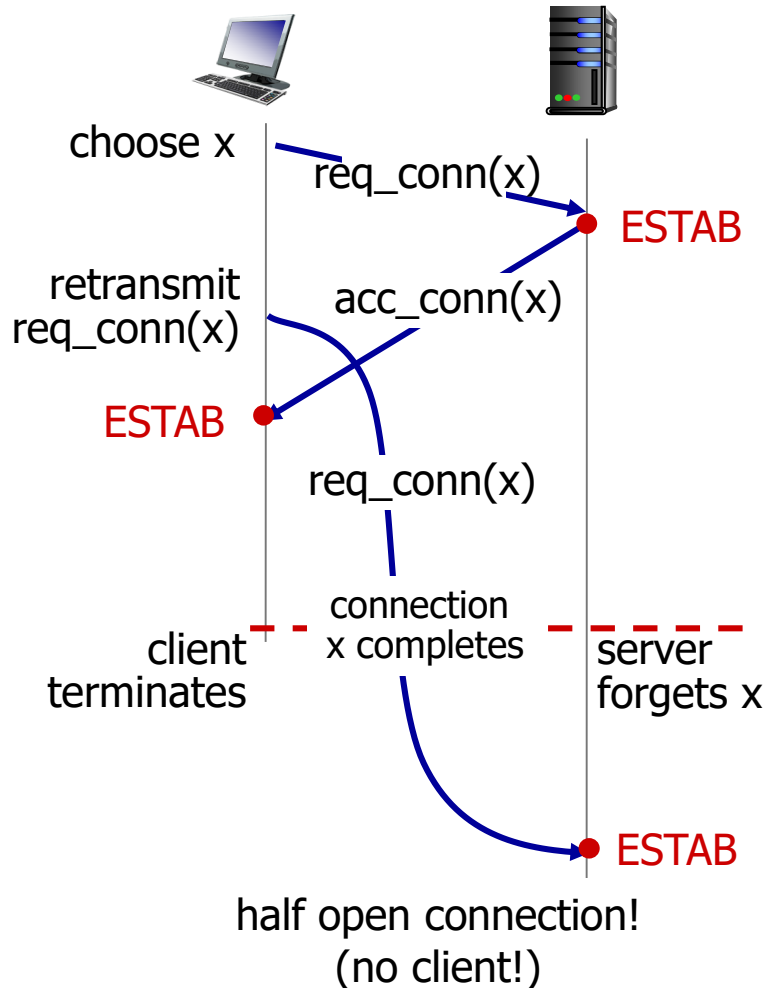 choose x
req_conn(x)
ESTAB
retransmit
req_conn(x)
acc_conn(x)
ESTAB
req_conn(x)
connection
x completes
client
terminates
server
forgets x
ESTAB
half open connection!
(no client!)